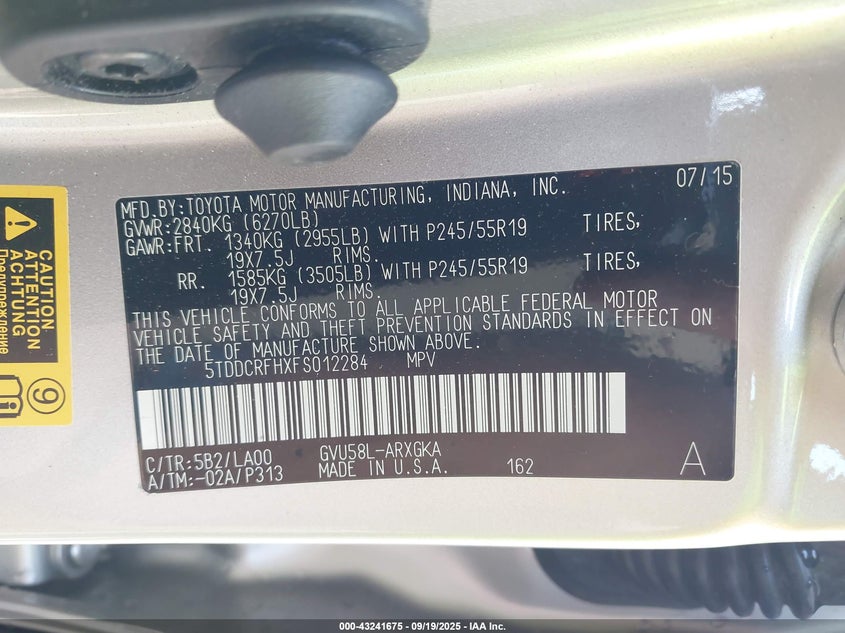 MFD.BY:TOYOTA MOTOR MANUFACTURING, INDIANA, INC. 07/15
GVWR:2840KG (6270LB)
GAWR:FRT. 1340KG (2955LB) WITH P245/55R19 TIRES,
19X7.5J RIMS.
RR. 1585KG (3505LB) WITH P245/55R19 TIRES,
19X7.5J RIMS.
THIS VEHICLE CONFORMS TO ALL APPLICABLE FEDERAL MOTOR
VEHICLE SAFETY AND THEFT PREVENTION STANDARDS IN EFFECT ON
THE DATE OF MANUFACTURE SHOWN ABOVE.
5TDDCRFHXFS012284 MPV
C/TR:5B2/LA00 GVU58L-ARXGKA
A/TM:-02A/P313 MADE IN U.S.A. 162 A
CAUTION
ATTENTION
ACHTUNG
Предупреждение
9
000-43241675 - 09/19/2025 - IAA Inc.